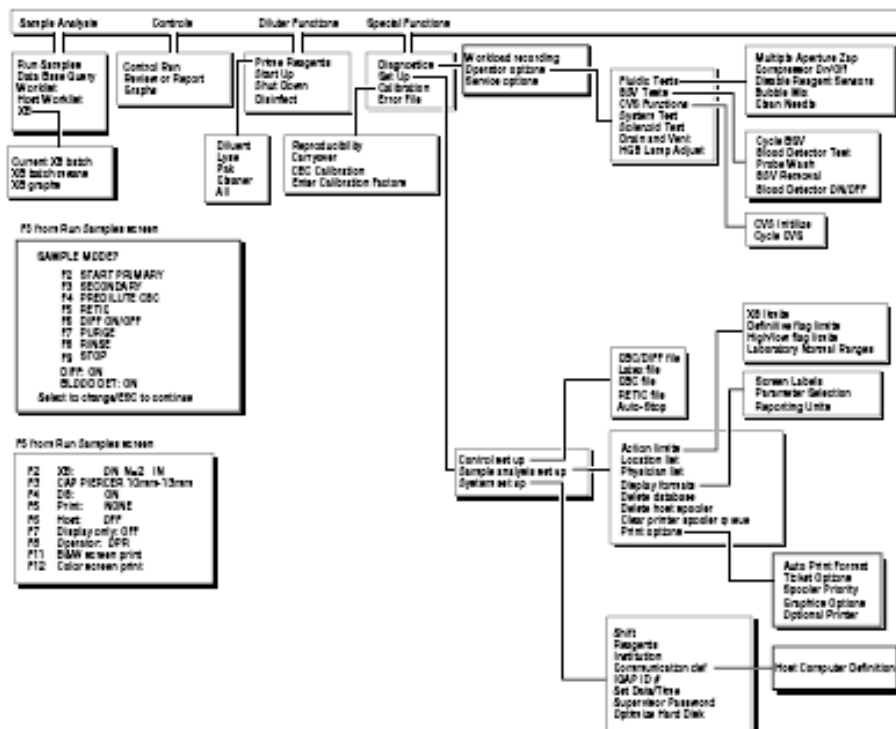 Sample Analysis
Controls
Diluter Functions
Special Functions
Run Samples
Data Base Query
Worklist
Host Worklist
XB
Control Run
Review or Report
Graphs
Prime Reagents
Start Up
Shut Down
Disinfect
Diagnostics
Set Up
Calibration
Error File
Workload recording
Operator options
Service options
Fluidic Tests
BSV Tests
CVS Functions
System Test
Solenoid Test
Drain and Vent
HGB Lamp Adjust
Multiple Aperture Zap
Compressor On/Off
Disable Reagent Sensors
Bubble Mix
Clean Needle
Current XB batch
XB batch means
XB graphs
Diluent
Lyse
Pak
Cleaner
All
Reproducibility
Carryover
CBC Calibration
Enter Calibration Factors
Cycle BSV
Blood Detector Test
Probe Wash
BSV Removal
Blood Detector ON/OFF
CVS Initilize
Cycle CVS
from Run Samples screen
SAMPLE MODE?
F2 START PRIMARY
F3 SECONDARY
F4 PREDILUTE CBC
F5 RETIC
F6 DIFF ON/OFF
F7 PURGE
F8 RINSE
F9 STOP
DIFF: ON
BLOOD DET: ON
Select to change/ESC to continue
from Run Samples screen
F2 XB: ON N=2 IN
F3 CAP PIERCER 10mm-13mm
F4 DB: ON
F5 Print: NONE
F6 Host: OFF
F7 Display only: OFF
F8 Operator: OPR
F11 B&W screen print
F12 Color screen print
CBC/DIFF file
Latex file
CBC file
RETIC file
Auto-Stop
XB limits
Definitive flag limits
High/low flag limits
Laboratory Normal Ranges
Screen Labels
Parameter Selection
Reporting Units
Control set up
Sample analysis set up
System set up
Action limits
Location list
Physician list
Display formats
Delete database
Delete host spooler
Clear printer spooler queue
Print options
Auto Print Format
Ticket Options
Spooler Priority
Graphics Options
Optional Printer
Shift
Reagents
Institution
Communication def
IQAP ID #
Set Date/Time
Supervisor Password
Optimize Hard Disk
Host Computer Definition